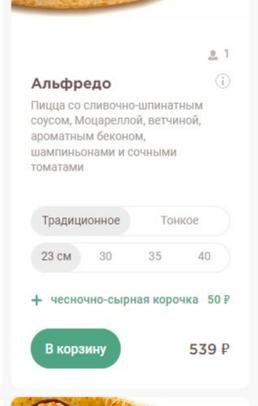 1
Альфредо
Пицца со сливочно-шпинатным
соусом, Моцареллой, ветчиной,
ароматным беконом,
шампиньонами и сочными
томатами
Традиционное Тонкое
23 см 30 35 40
+ чесночно-сырная корочка 50 ₽
В корзину 539 ₽